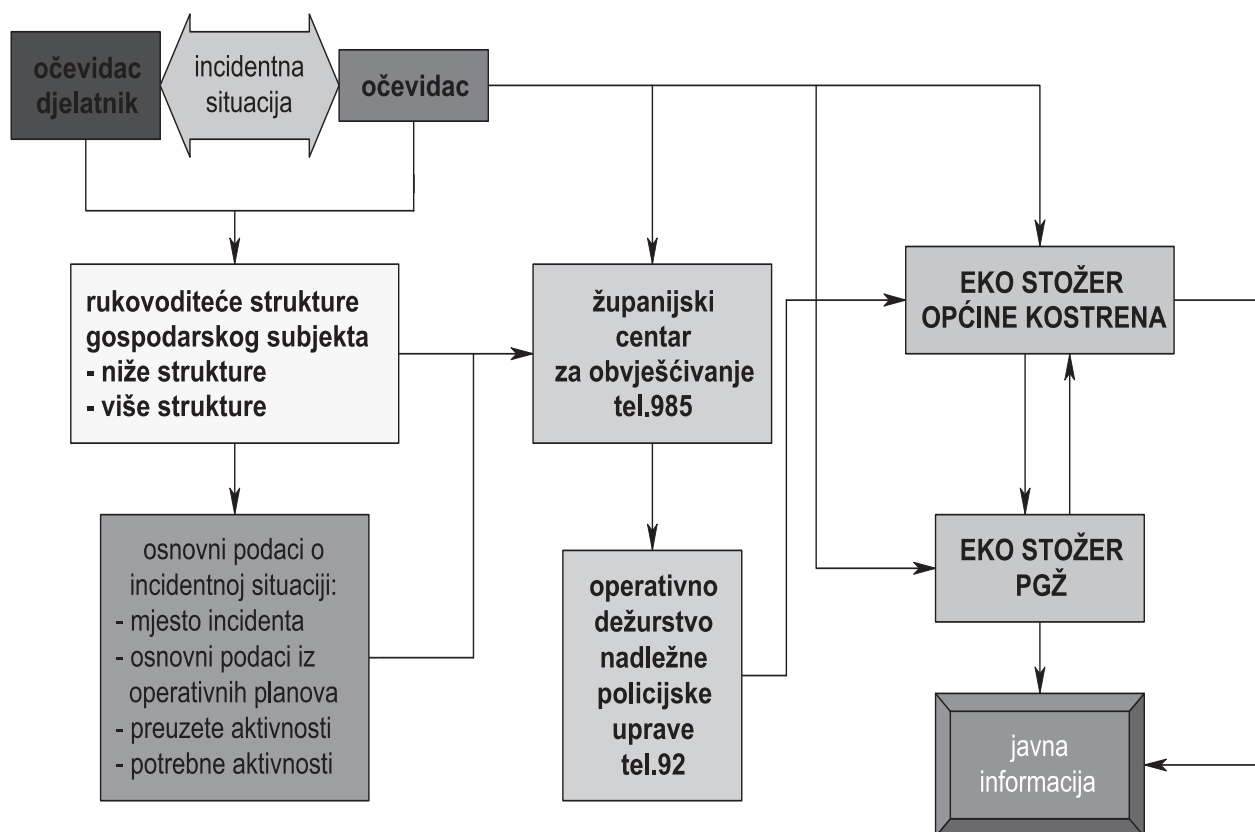 očevidac
djelatnik
incidentna
situacija
očevidac
rukovoditeće strukture
gospodarskog subjekta
- niže strukture
- više strukture
županijski
centar
za obvješćivanje
tel.985
EKO STOŽER
OPĆINE KOSTRENA
osnovni podaci o
incidentnoj situaciji:
- mjesto incidenta
- osnovni podaci iz
operativnih planova
- preuzete aktivnosti
- potrebne aktivnosti
operativno
dežurstvo
nadležne
policijske
uprave
tel.92
EKO STOŽER
PGŽ
javna
informacija